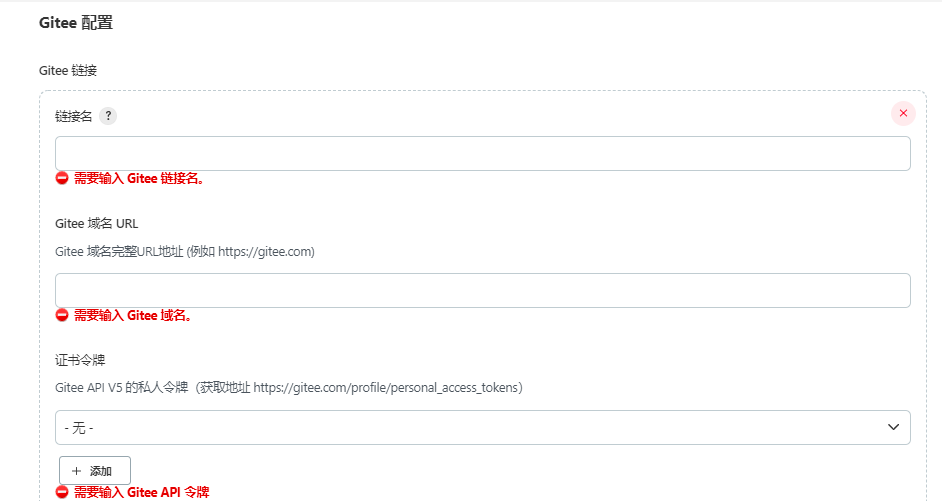 Gitee 配置
Gitee 链接
链接名 ?
需要输入 Gitee 链接名。
Gitee 域名 URL
Gitee 域名完整URL地址 (例如 https://gitee.com)
需要输入 Gitee 域名。
证书令牌
Gitee API V5 的私人令牌（获取地址 https://gitee.com/profile/personal_access_tokens）
- 无 -
+ 添加
需要输入 Gitee API 令牌